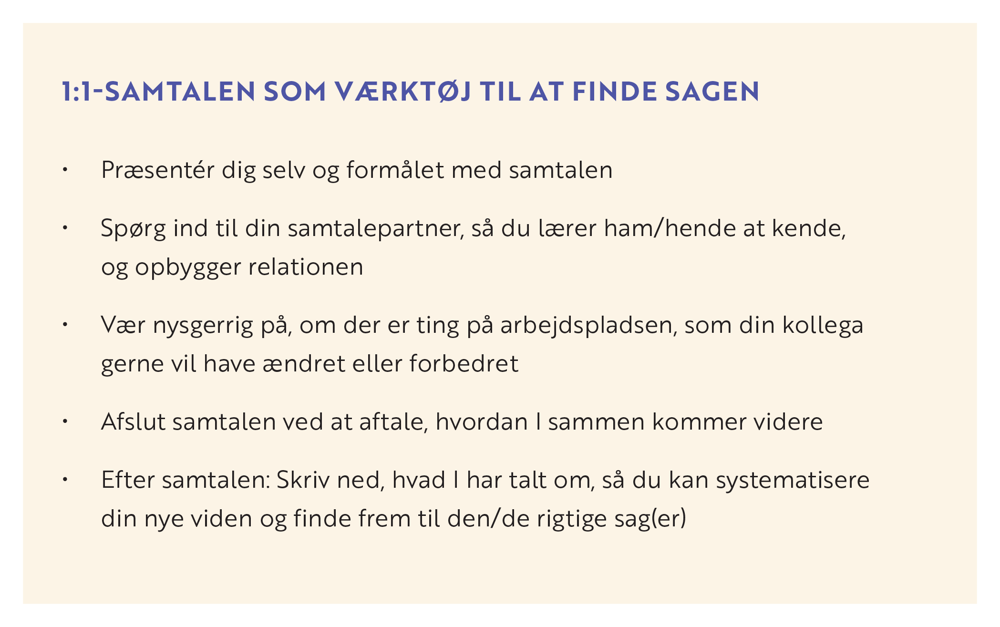 1:1-SAMTALEN SOM VÆRKTØJ TIL AT FINDE SAGEN
• Præsentér dig selv og formålet med samtalen
• Spørg ind til din samtalepartner, så du lærer ham/hende at kende,
og opbygger relationen
• Vær nysgerrig på, om der er ting på arbejdspladsen, som din kollega
gerne vil have ændret eller forbedret
• Afslut samtalen ved at aftale, hvordan I sammen kommer videre
• Efter samtalen: Skriv ned, hvad I har talt om, så du kan systematisere
din nye viden og finde frem til den/de rigtige sag(er)